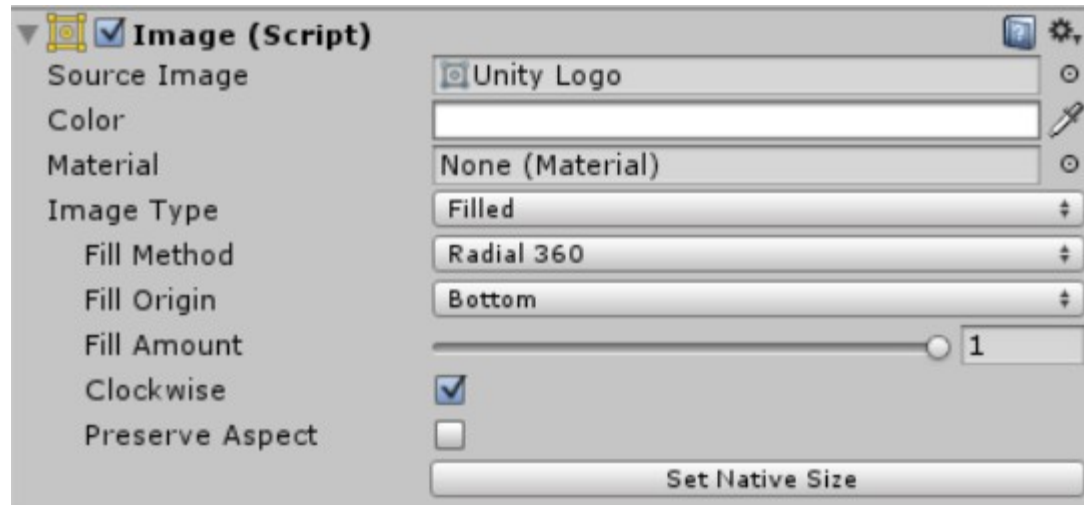 Image (Script)
Source Image Unity Logo
Color
Material None (Material)
Image Type Filled
Fill Method Radial 360
Fill Origin Bottom
Fill Amount 1
Clockwise
Preserve Aspect
Set Native Size